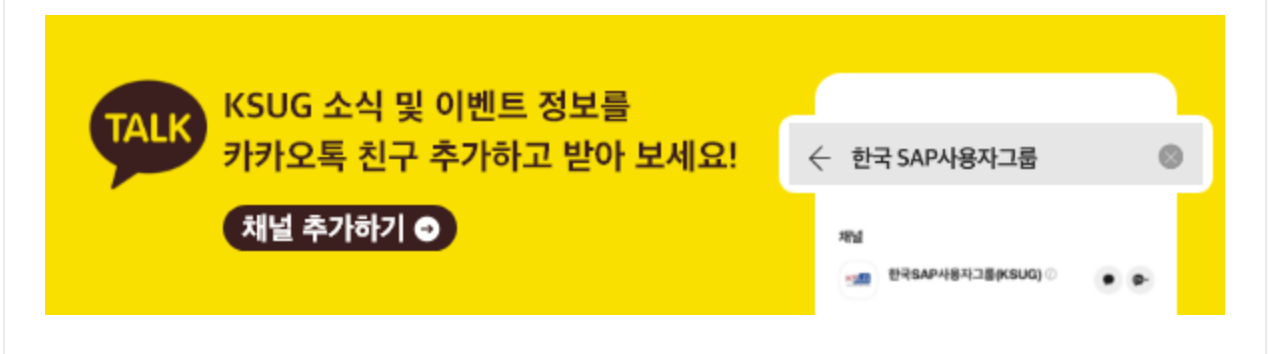 TALK
KSUG 소식 및 이벤트 정보를
카카오톡 친구 추가하고 받아 보세요!
채널 추가하기
한국 SAP사용자그룹
채널
한국SAP사용자그룹(KSUG)